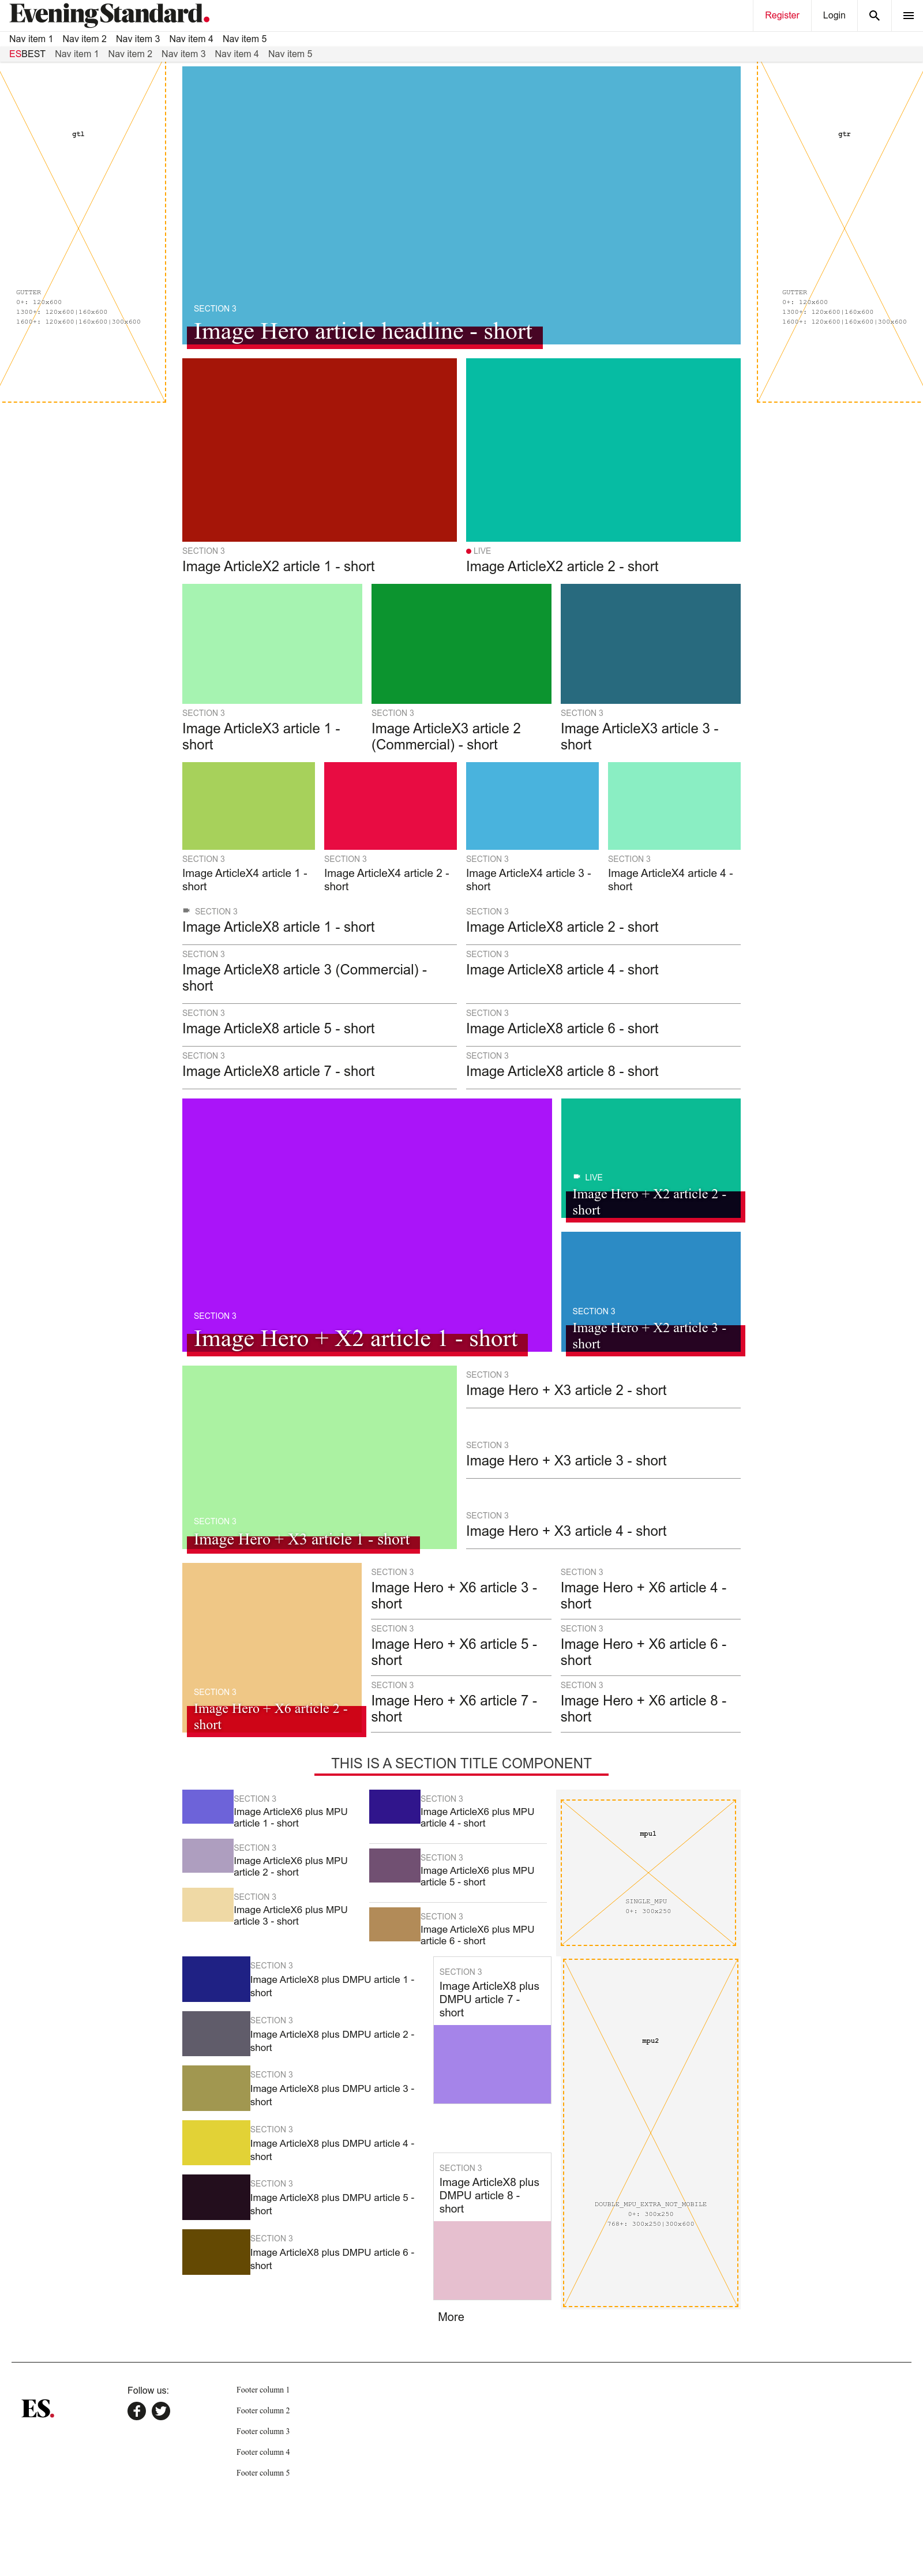 EveningStandard.
Register
Login
Nav item 1 Nav item 2 Nav item 3 Nav item 4 Nav item 5
ESBEST Nav item 1 Nav item 2 Nav item 3 Nav item 4 Nav item 5
gtl
GUTTER
0+: 120x600
1300+: 120x600|160x600
1600+: 120x600|160x600|300x600
gtr
GUTTER
0+: 120x600
1300+: 120x600|160x600
1600+: 120x600|160x600|300x600
SECTION 3
Image Hero article headline - short
SECTION 3
Image ArticleX2 article 1 - short
LIVE
Image ArticleX2 article 2 - short
SECTION 3
Image ArticleX3 article 1 -
short
SECTION 3
Image ArticleX3 article 2
(Commercial) - short
SECTION 3
Image ArticleX3 article 3 -
short
SECTION 3
Image ArticleX4 article 1 -
short
SECTION 3
Image ArticleX4 article 2 -
short
SECTION 3
Image ArticleX4 article 3 -
short
SECTION 3
Image ArticleX4 article 4 -
short
SECTION 3
Image ArticleX8 article 1 - short
SECTION 3
Image ArticleX8 article 2 - short
SECTION 3
Image ArticleX8 article 3 (Commercial) -
short
SECTION 3
Image ArticleX8 article 4 - short
SECTION 3
Image ArticleX8 article 5 - short
SECTION 3
Image ArticleX8 article 6 - short
SECTION 3
Image ArticleX8 article 7 - short
SECTION 3
Image ArticleX8 article 8 - short
SECTION 3
Image Hero + X2 article 1 - short
LIVE
Image Hero + X2 article 2 -
short
SECTION 3
Image Hero + X2 article 3 -
short
SECTION 3
Image Hero + X3 article 1 - short
SECTION 3
Image Hero + X3 article 2 - short
SECTION 3
Image Hero + X3 article 3 - short
SECTION 3
Image Hero + X3 article 4 - short
SECTION 3
Image Hero + X6 article 2 -
short
SECTION 3
Image Hero + X6 article 3 -
short
SECTION 3
Image Hero + X6 article 4 -
short
SECTION 3
Image Hero + X6 article 5 -
short
SECTION 3
Image Hero + X6 article 6 -
short
SECTION 3
Image Hero + X6 article 7 -
short
SECTION 3
Image Hero + X6 article 8 -
short
THIS IS A SECTION TITLE COMPONENT
SECTION 3
Image ArticleX6 plus MPU
article 1 - short
SECTION 3
Image ArticleX6 plus MPU
article 2 - short
SECTION 3
Image ArticleX6 plus MPU
article 3 - short
SECTION 3
Image ArticleX6 plus MPU
article 4 - short
SECTION 3
Image ArticleX6 plus MPU
article 5 - short
SECTION 3
Image ArticleX6 plus MPU
article 6 - short
mpu1
SINGLE_MPU
0+: 300x250
SECTION 3
Image ArticleX8 plus DMPU article 1 -
short
SECTION 3
Image ArticleX8 plus DMPU article 2 -
short
SECTION 3
Image ArticleX8 plus DMPU article 3 -
short
SECTION 3
Image ArticleX8 plus DMPU article 4 -
short
SECTION 3
Image ArticleX8 plus DMPU article 5 -
short
SECTION 3
Image ArticleX8 plus DMPU article 6 -
short
SECTION 3
Image ArticleX8 plus
DMPU article 7 -
short
SECTION 3
Image ArticleX8 plus
DMPU article 8 -
short
mpu2
DOUBLE_MPU_EXTRA_NOT_MOBILE
0+: 300x250
768+: 300x250|300x600
More
ES.
Follow us:
Footer column 1
Footer column 2
Footer column 3
Footer column 4
Footer column 5